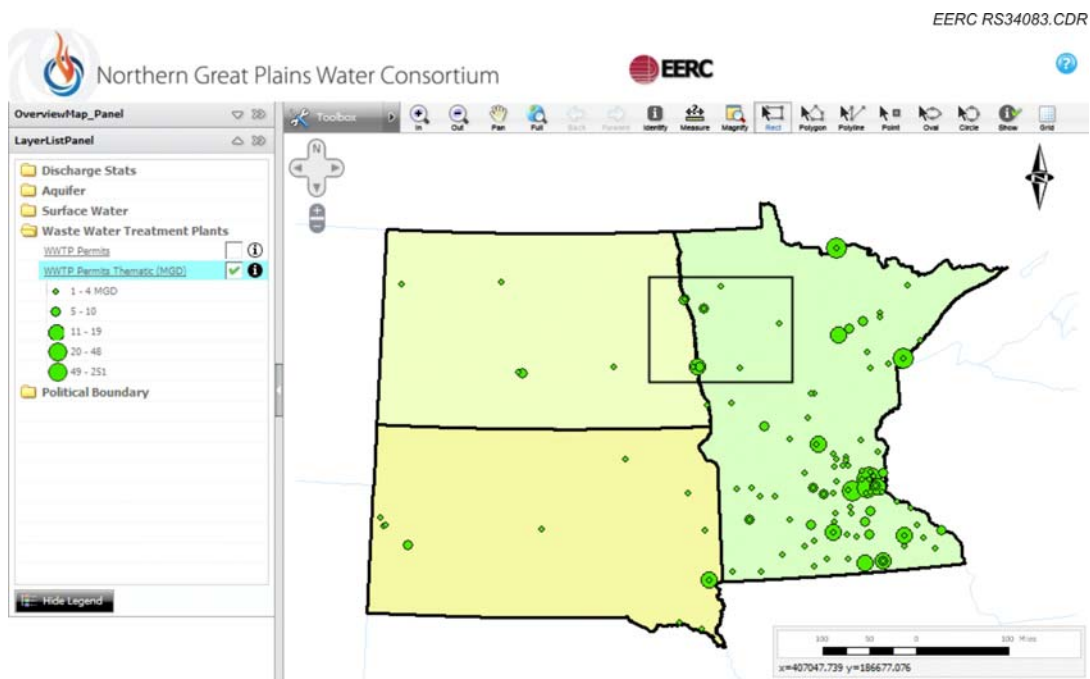 EERC RS34083.CDR
Northern Great Plains Water Consortium
EERC
?
OverviewMap_Panel
Toolbox
In
Out
Pan
Full
Back
Forward
Identify
Measure
Magnify
Rect
Polygon
Polyline
Point
Oval
Circle
Show
Grid
LayerListPanel
Discharge Stats
Aquifer
Surface Water
Waste Water Treatment Plants
WWTP Permits
WWTP Permits Thematic (MGD)
1 - 4 MGD
5 - 10
11 - 19
20 - 48
49 - 251
Political Boundary
Hide Legend
N
N
100 50 0 100 Miles
x=407047.739 y=186677.076